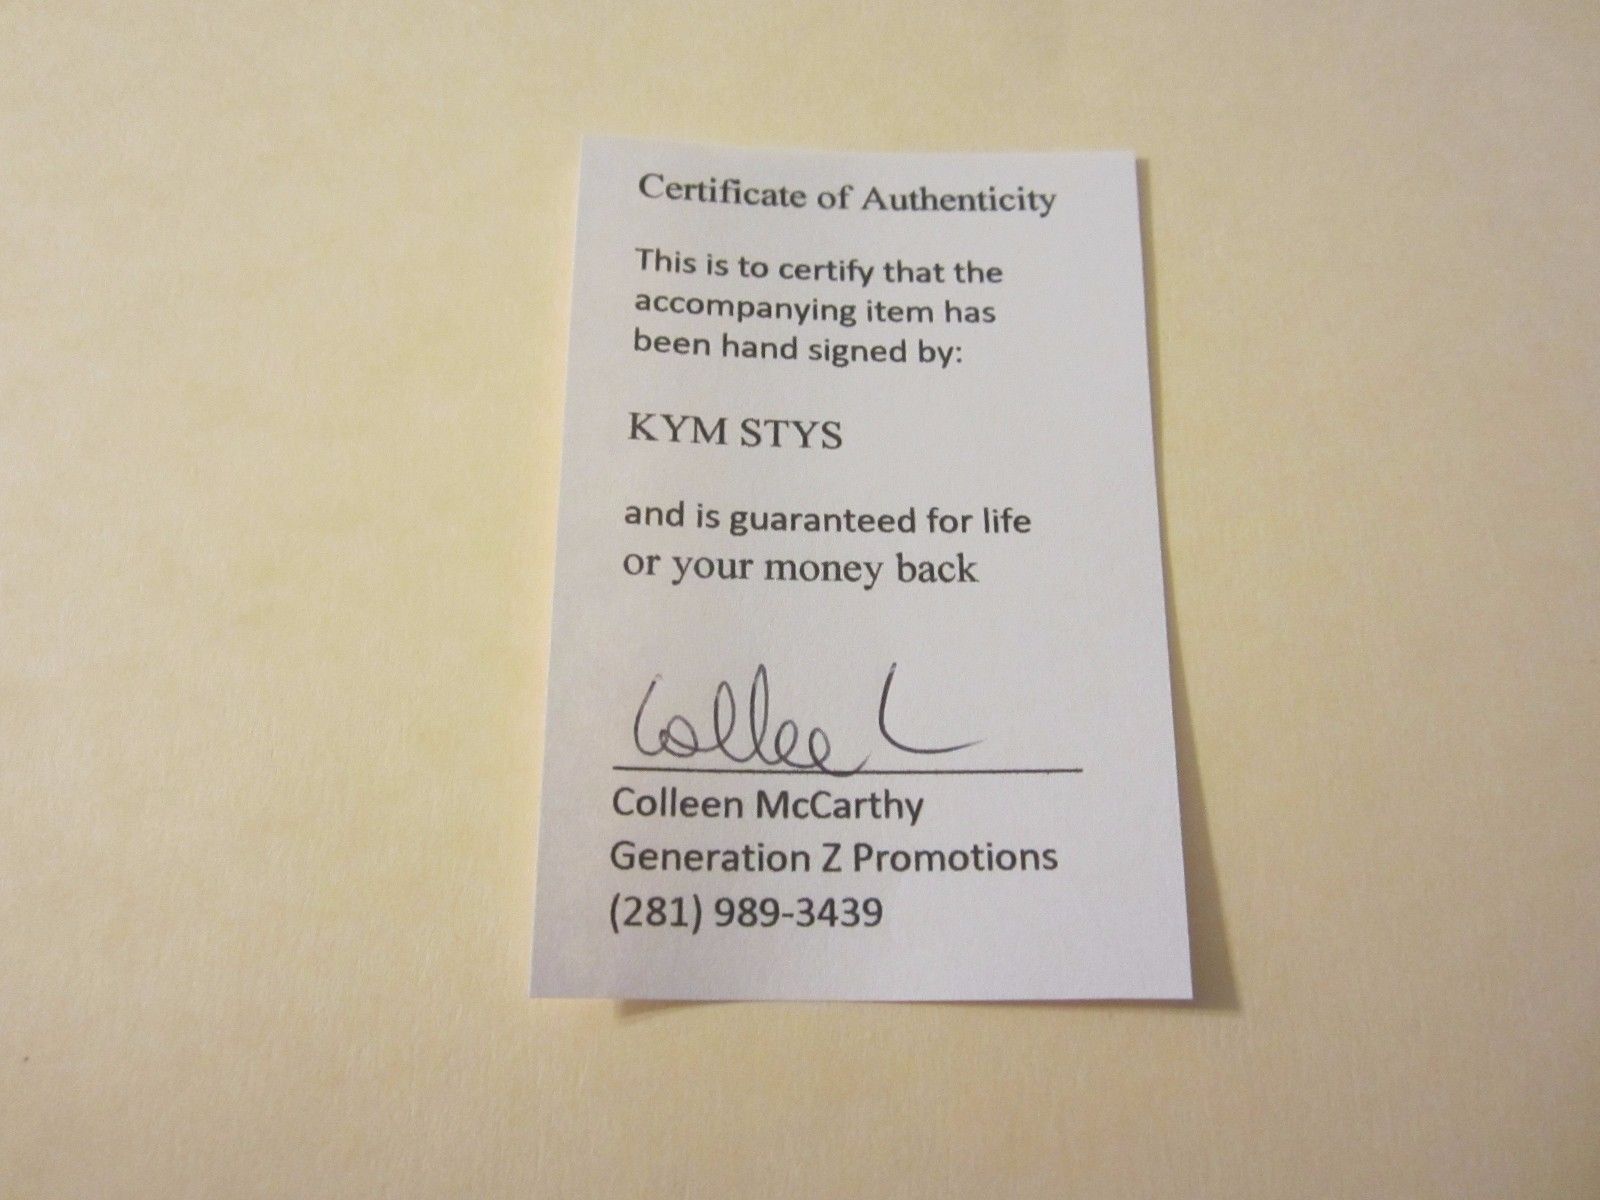 Certificate of Authenticity
This is to certify that the
accompanying item has
been hand signed by:
KYM STYS
and is guaranteed for life
or your money back
Collee
Colleen McCarthy
Generation Z Promotions
(281) 989-3439